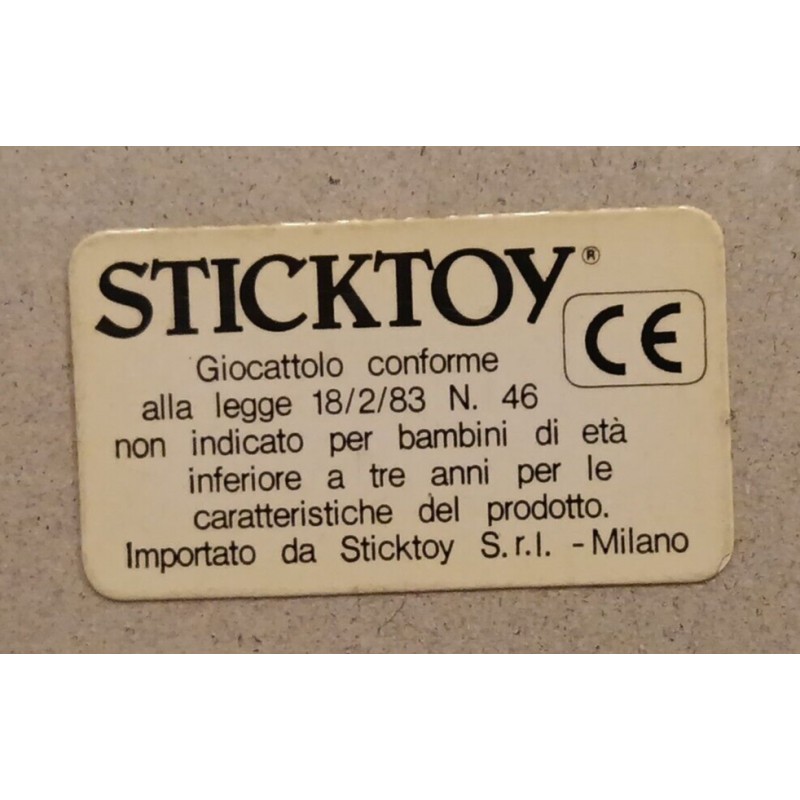 STICKTOY®
CE
Giocattolo conforme
alla legge 18/2/83 N. 46
non indicato per bambini di età
inferiore a tre anni per le
caratteristiche del prodotto.
Importato da Sticktoy S.r.l. - Milano